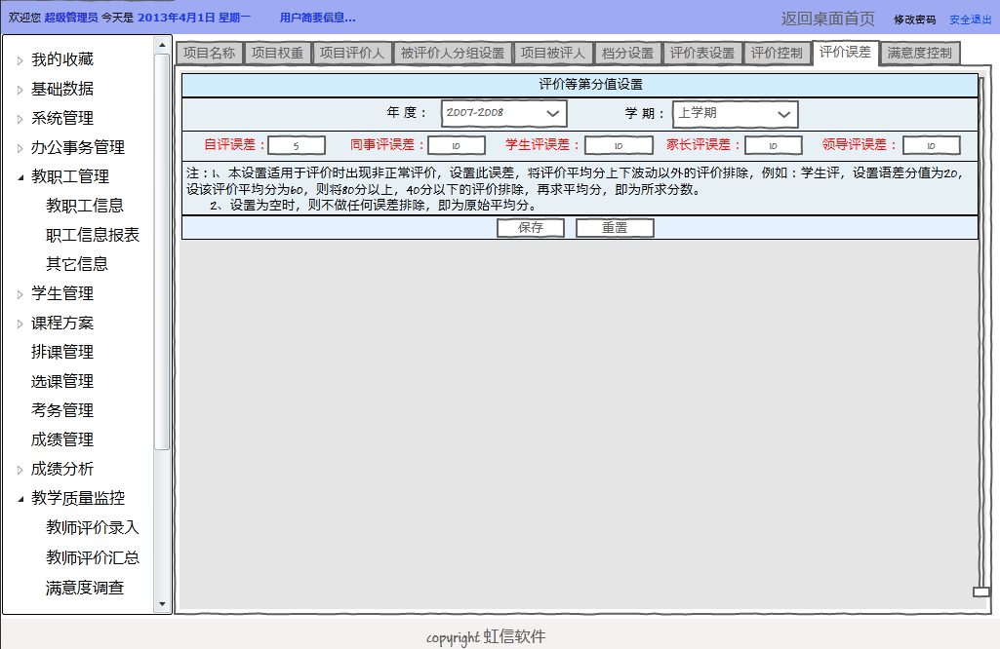 欢迎您 超级管理员 今天是 2013年4月1日 星期一 用户简要信息... 返回桌面首页 修改密码 安全退出
我的收藏
基础数据
系统管理
办公事务管理
教职工管理
教职工信息
职工信息报表
其它信息
学生管理
课程方案
排课管理
选课管理
考务管理
成绩管理
成绩分析
教学质量监控
教师评价录入
教师评价汇总
满意度调查
项目名称 项目权重 项目评价人 被评价人分组设置 项目被评人 档分设置 评价表设置 评价控制 评价误差 满意度控制
评价等第分值设置
年 度： 2007-2008 学 期： 上学期
自评误差： 5 同事评误差： 10 学生评误差： 10 家长评误差： 10 领导评误差： 10
注：1、本设置适用于评价时出现非正常评价，设置此误差，将评价平均分上下波动以外的评价排除，例如：学生评，设置语差分值为20，
设该评价平均分为60，则将80分以上，40分以下的评价排除，再求平均分，即为所求分数。
2、设置为空时，则不做任何误差排除，即为原始平均分。
保存 重置
copyright 虹信软件